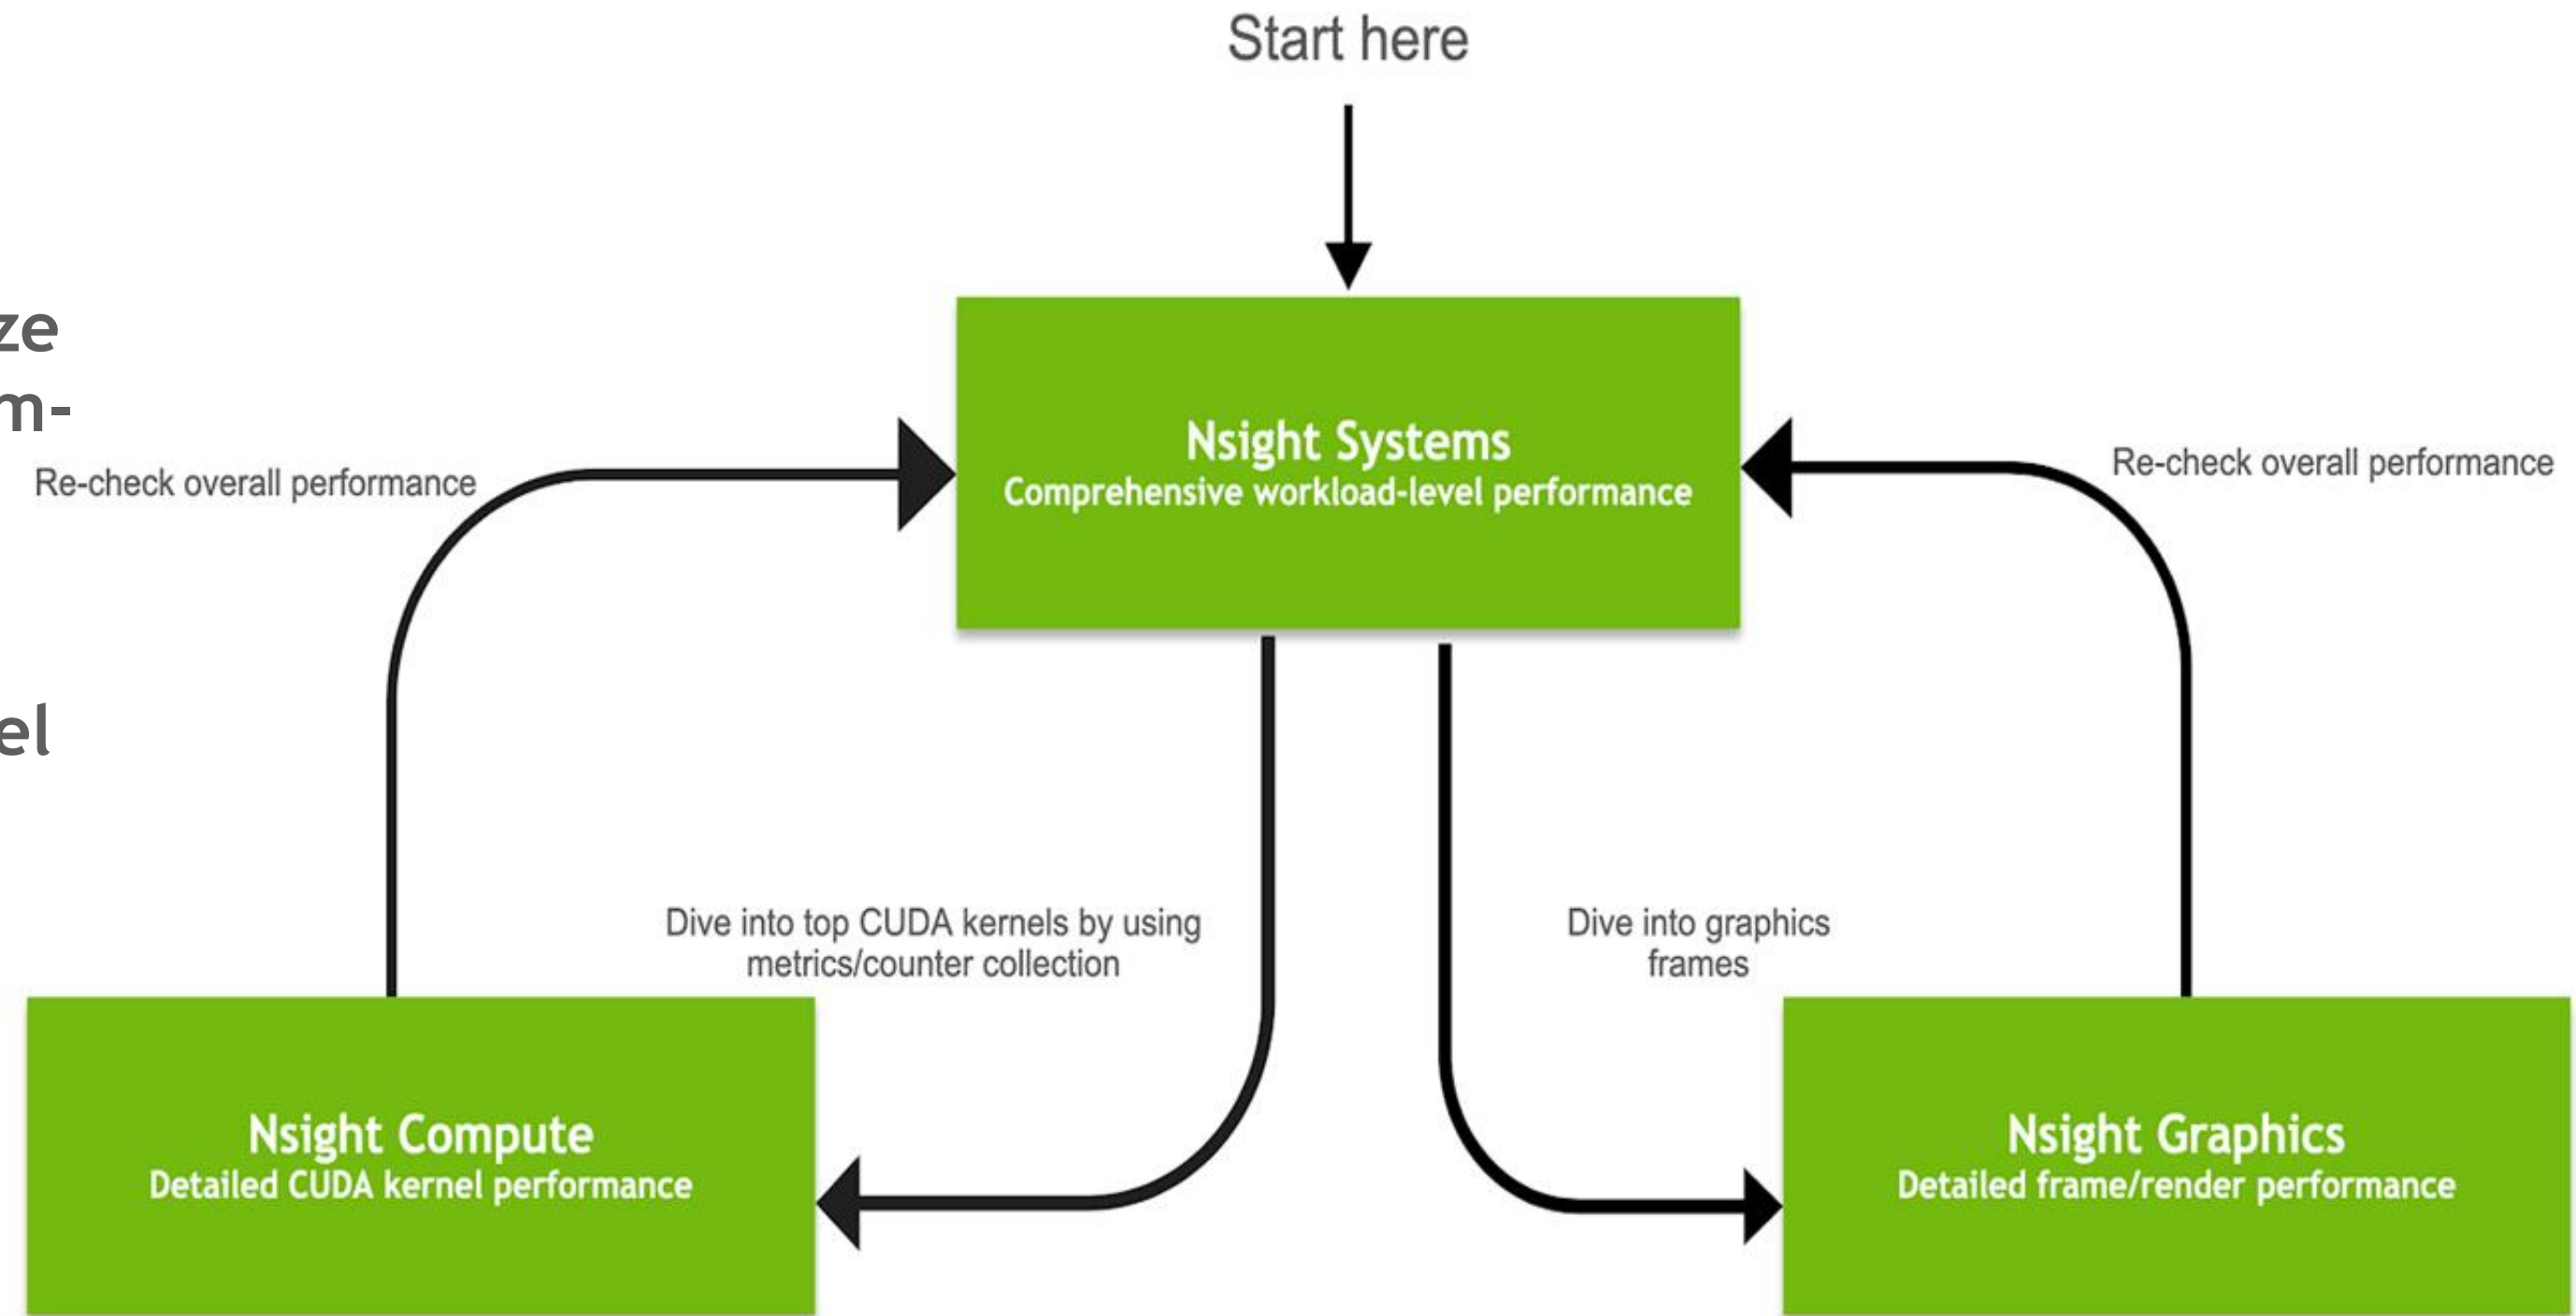 Start here
ze
m-
Re-check overall performance
Nsight Systems
Comprehensive workload-level performance
Re-check overall performance
el
Dive into top CUDA kernels by using
metrics/counter collection
Dive into graphics
frames
Nsight Compute
Detailed CUDA kernel performance
Nsight Graphics
Detailed frame/render performance